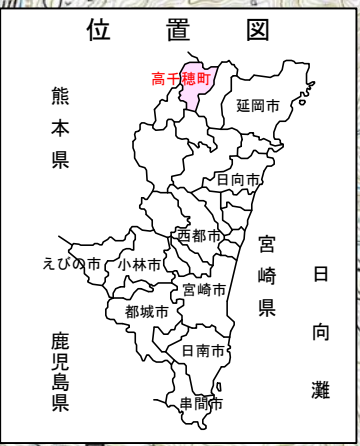 位置図
高千穂町
熊本県
延岡市
日向市
西都市
宮崎県
えびの市
小林市
日向灘
宮崎市
都城市
鹿児島県
日南市
串間市